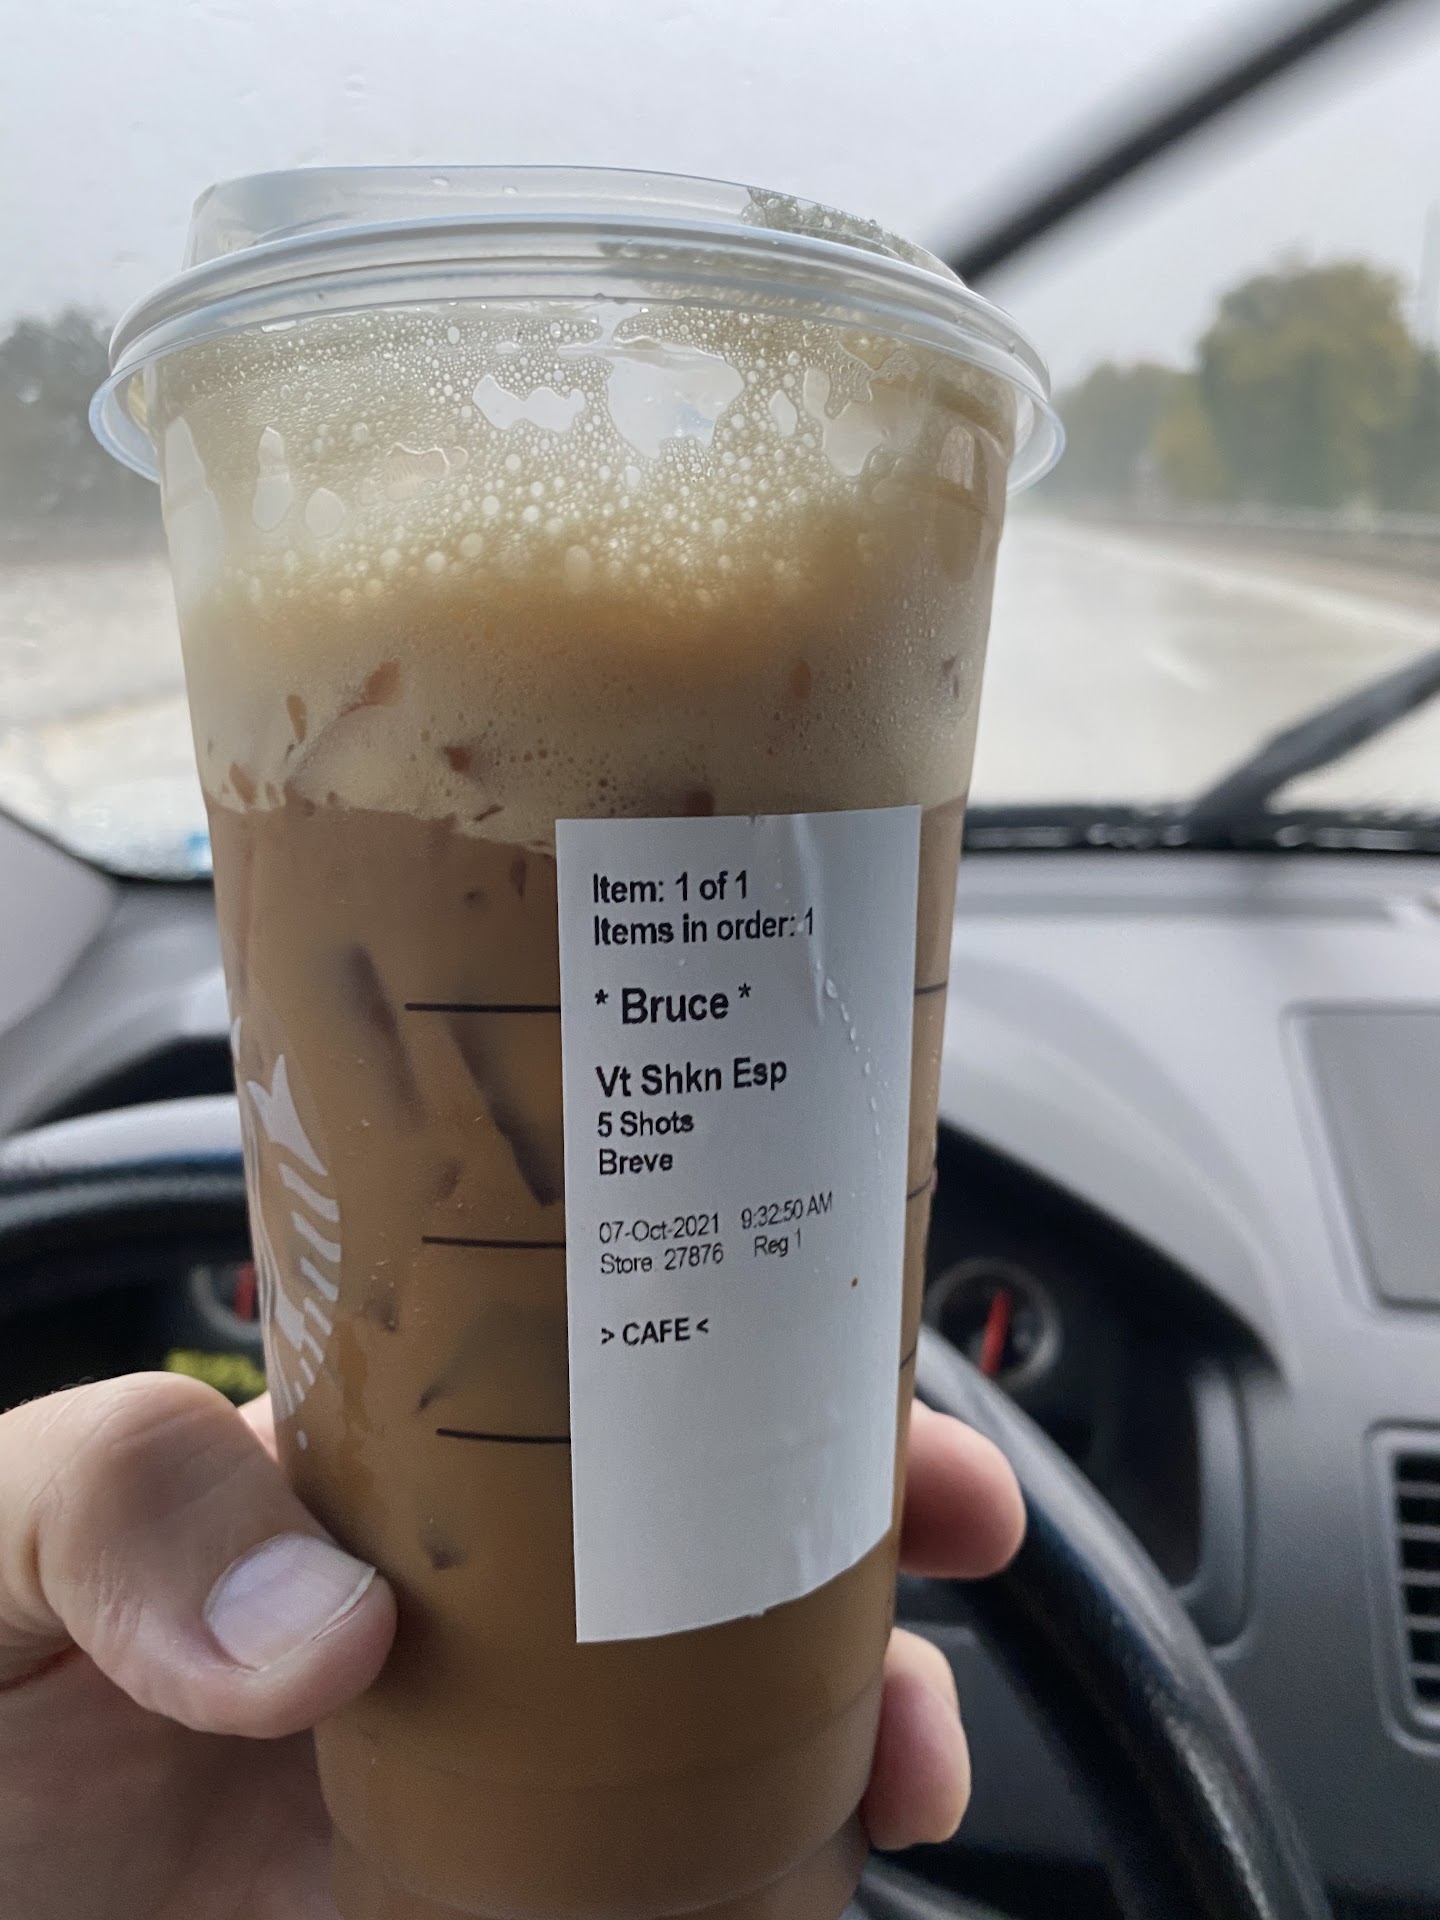 Item: 1 of 1
Items in order: 1
* Bruce *
Vt Shkn Esp
5 Shots
Breve
07-Oct-2021 9:32:50 AM
Store 27876 Reg 1
> CAFE <